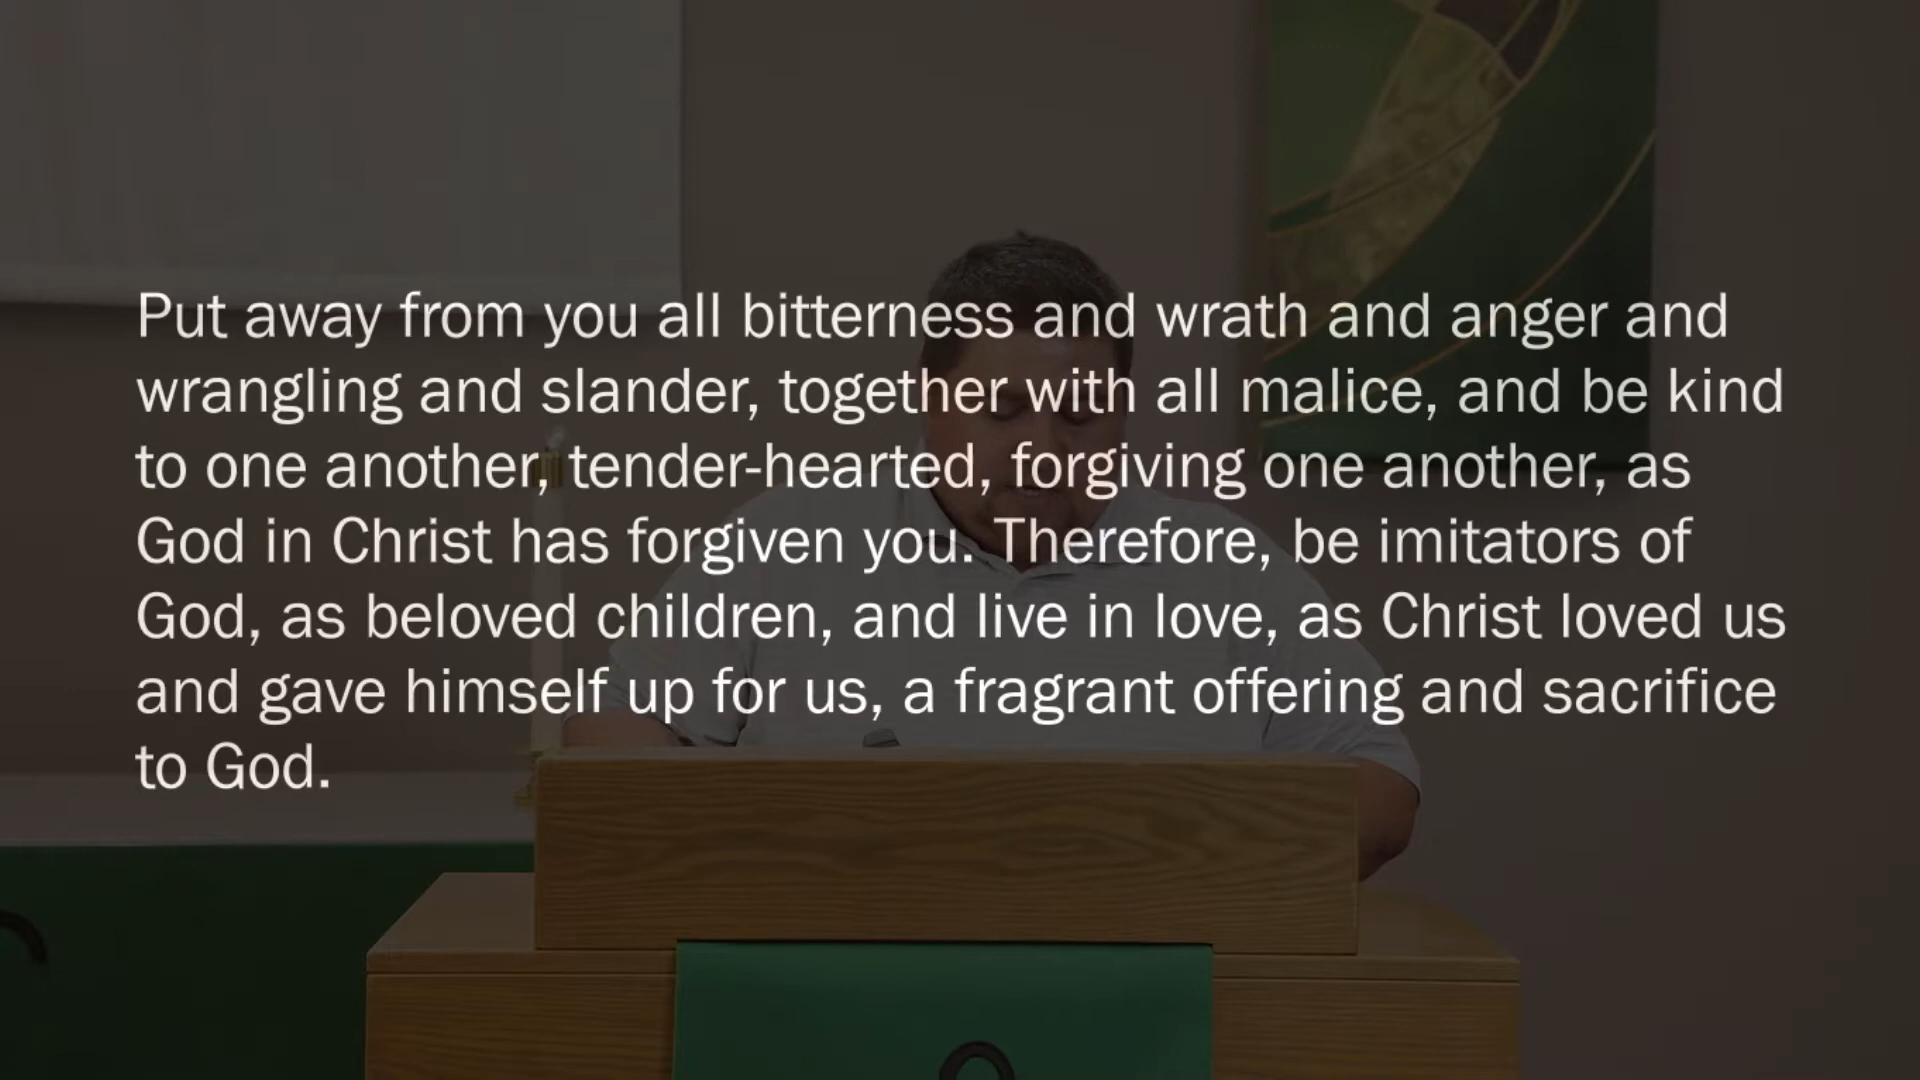 Put away from you all bitterness and wrath and anger and
wrangling and slander, together with all malice, and be kind
to one another, tender-hearted, forgiving one another, as
God in Christ has forgiven you. Therefore, be imitators of
God, as beloved children, and live in love, as Christ loved us
and gave himself up for us, a fragrant offering and sacrifice
to God.